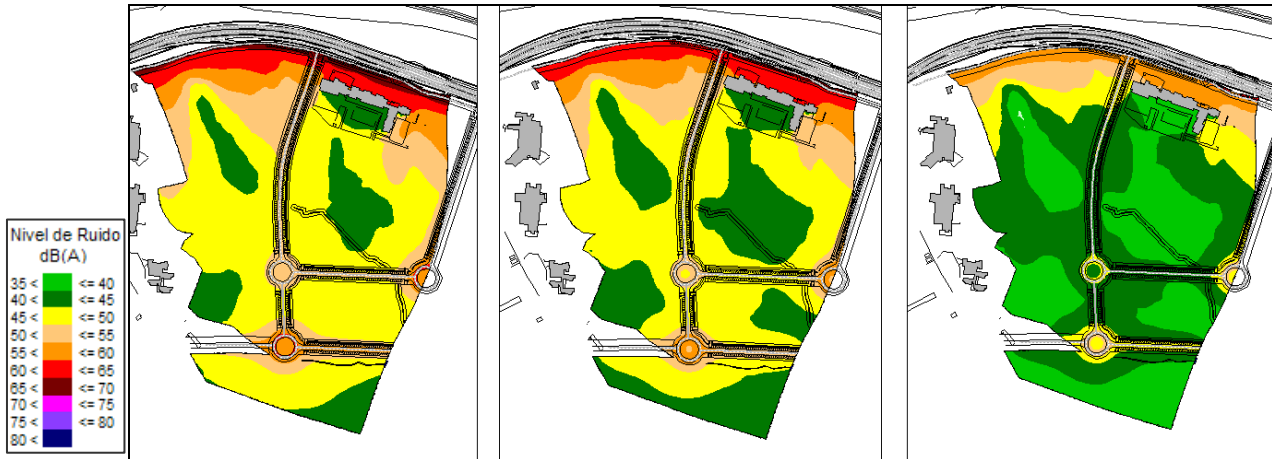 Nivel de Ruido
dB(A)
35 < <= 40
40 < <= 45
45 < <= 50
50 < <= 55
55 < <= 60
60 < <= 65
65 < <= 70
70 < <= 75
75 < <= 80
80 <